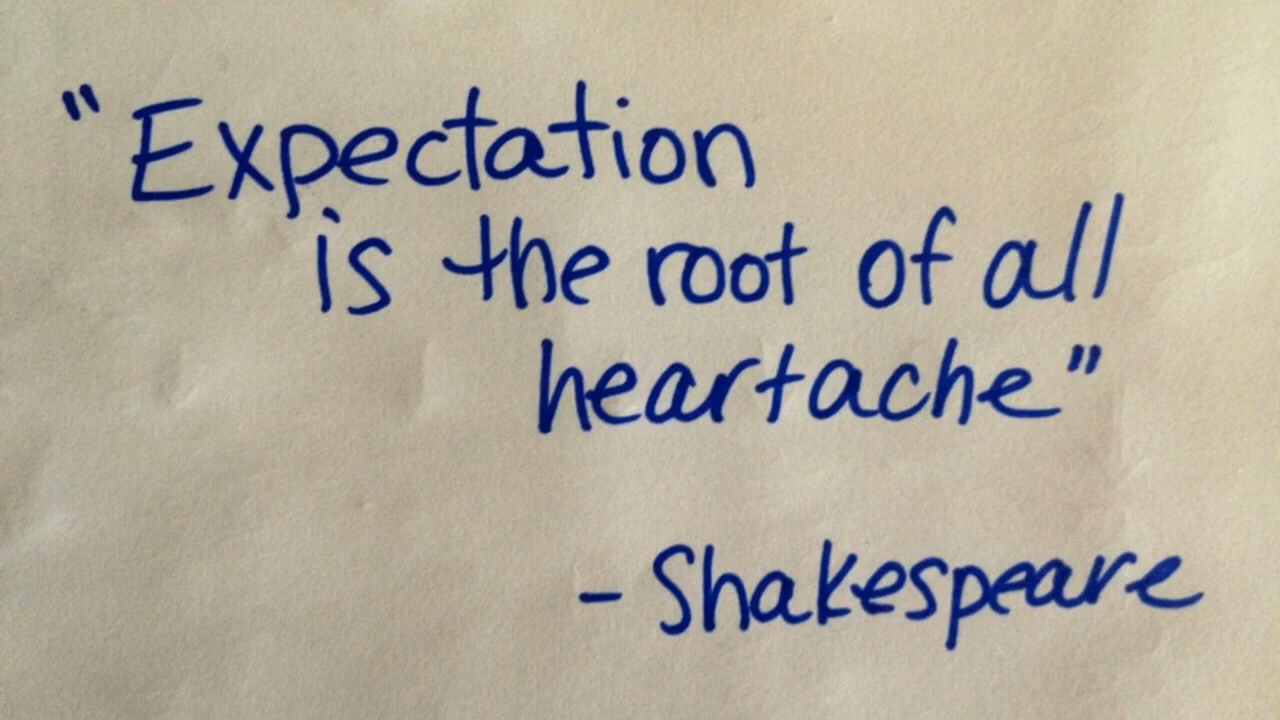 "Expectation
is the root of all
heartache"
- Shakespeare